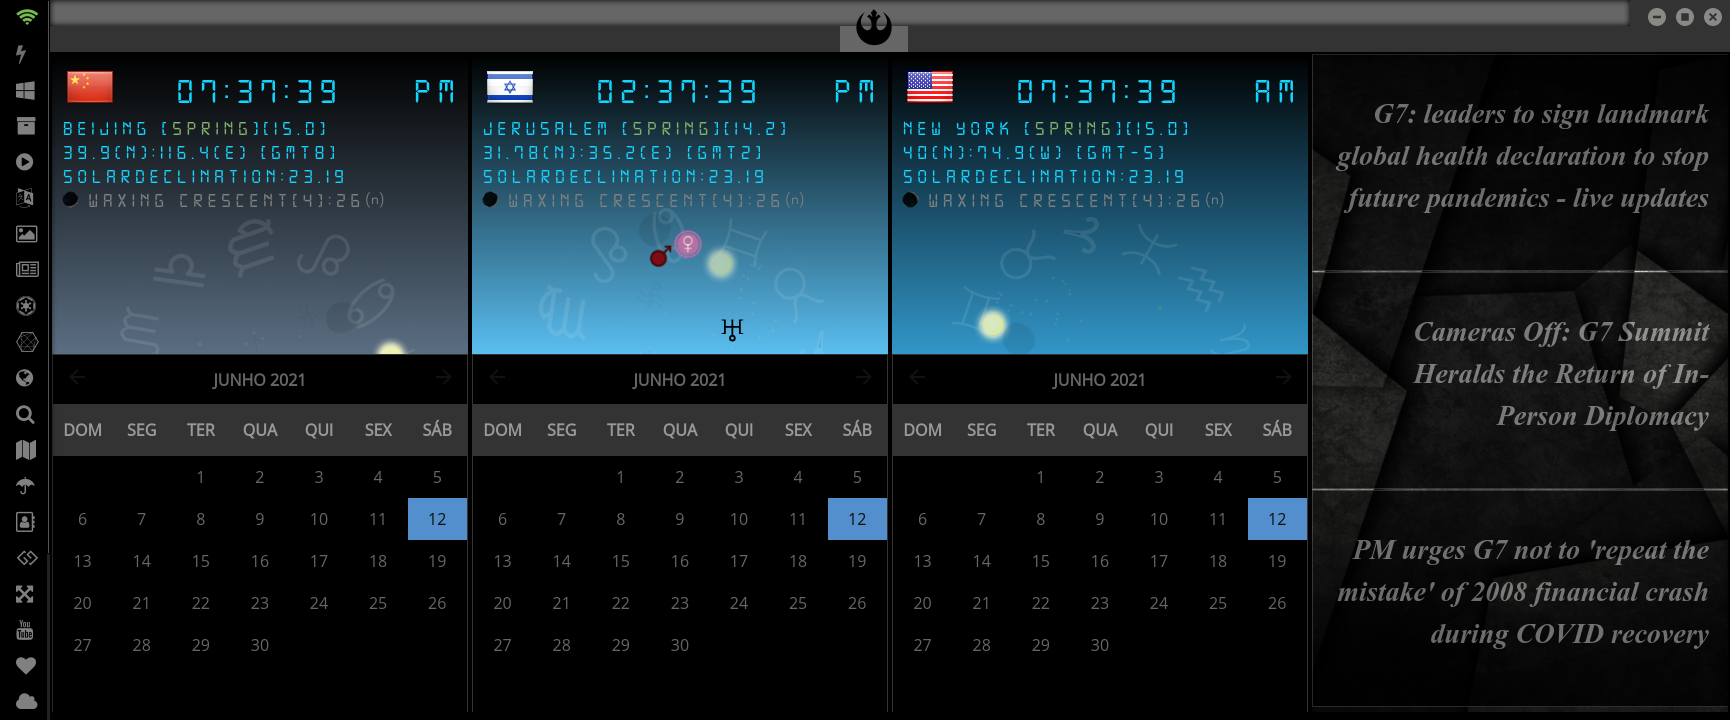 07:37:39 PM
BEIJING [SPRING][15.0]
39.9(N):116.4(E) [GMT8]
SOLARDECLINATION:23.19
WAXING CRESCENT[4]:26(n)
JUNHO 2021
DOM SEG TER QUA QUI SEX SÁB
1 2 3 4 5
6 7 8 9 10 11 12
13 14 15 16 17 18 19
20 21 22 23 24 25 26
27 28 29 30
02:37:39 PM
JERUSALEM [SPRING][14.2]
31.78(N):35.2(E) [GMT2]
SOLARDECLINATION:23.19
WAXING CRESCENT[4]:26(n)
JUNHO 2021
DOM SEG TER QUA QUI SEX SÁB
1 2 3 4 5
6 7 8 9 10 11 12
13 14 15 16 17 18 19
20 21 22 23 24 25 26
27 28 29 30
07:37:39 AM
NEW YORK [SPRING][15.0]
40(N):74.9(W) [GMT-5]
SOLARDECLINATION:23.19
WAXING CRESCENT[4]:26(n)
JUNHO 2021
DOM SEG TER QUA QUI SEX SÁB
1 2 3 4 5
6 7 8 9 10 11 12
13 14 15 16 17 18 19
20 21 22 23 24 25 26
27 28 29 30
G7: leaders to sign landmark
global health declaration to stop
future pandemics - live updates
Cameras Off: G7 Summit
Heralds the Return of In-
Person Diplomacy
PM urges G7 not to 'repeat the
mistake' of 2008 financial crash
during COVID recovery
You
Tube